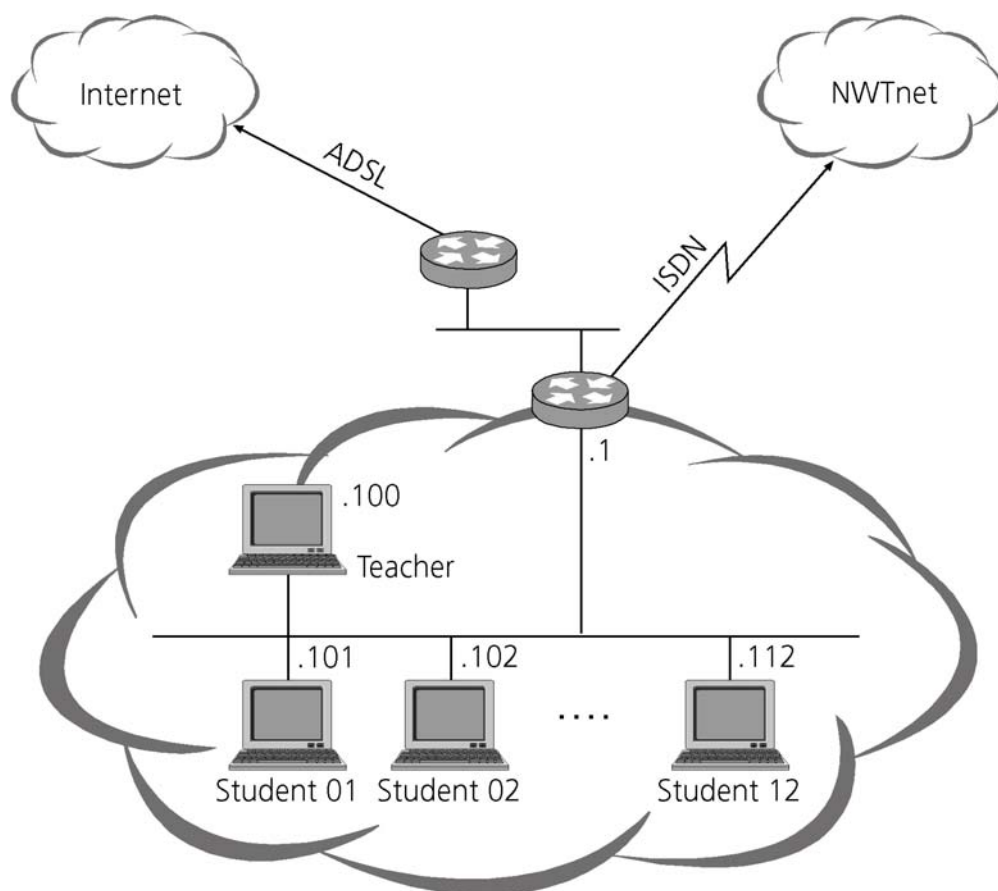 Internet
NWTnet
ADSL
ISDN
.1
.100
Teacher
.101
.102
.112
....
Student 01
Student 02
Student 12